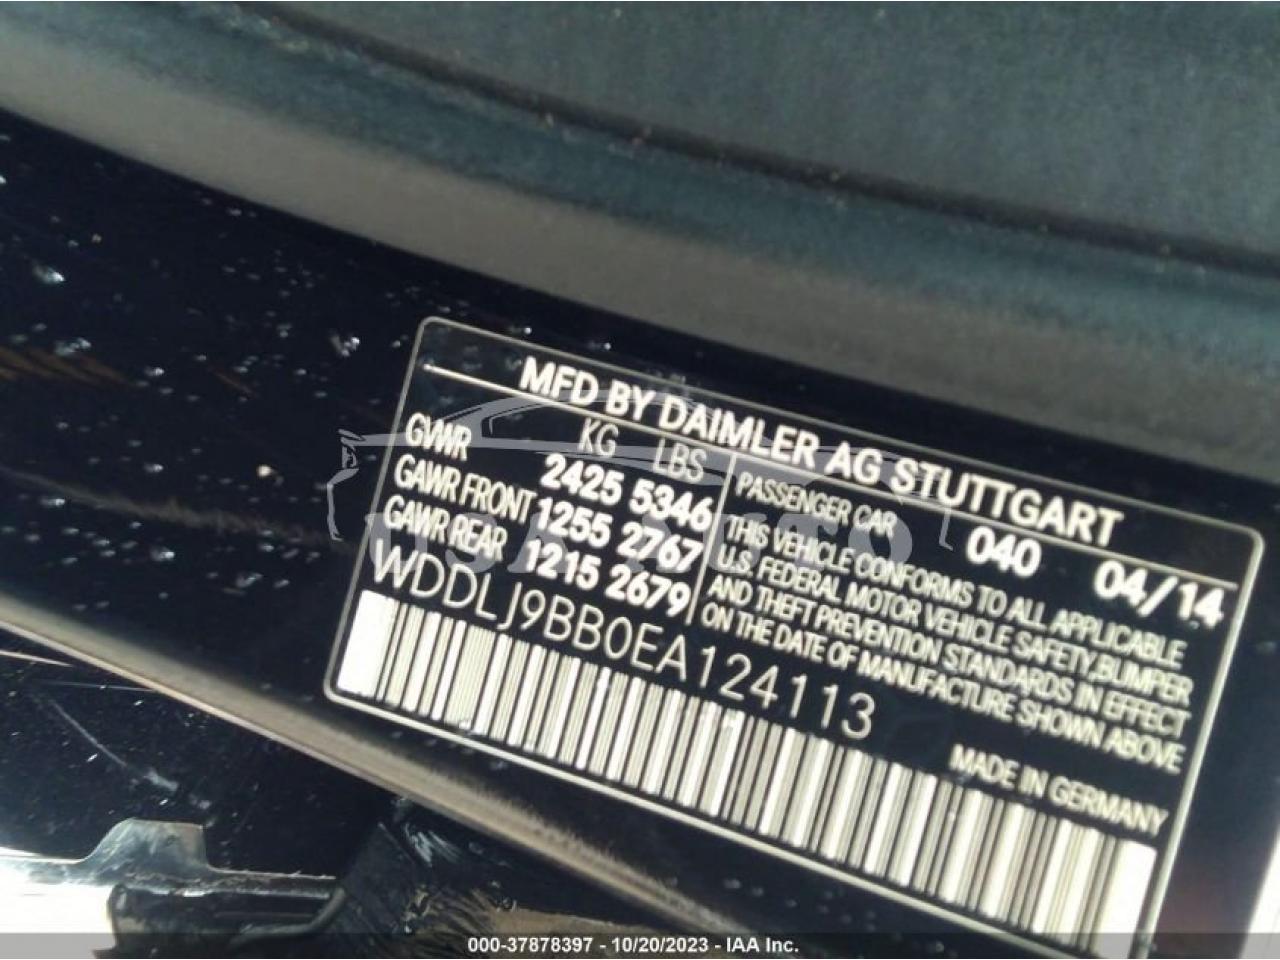 MFD BY DAIMLER AG STUTTGART
KG LBS
GVWR 2425 5346
GAWR FRONT 1255 2767
GAWR REAR 1215 2679
PASSENGER CAR 040 04/14
THIS VEHICLE CONFORMS TO ALL APPLICABLE
U.S. FEDERAL MOTOR VEHICLE SAFETY,BUMPER
AND THEFT PREVENTION STANDARDS IN EFFECT
ON THE DATE OF MANUFACTURE SHOWN ABOVE
WDDLJ9BB0EA124113
MADE IN GERMANY
USA AUTO
000-37878397 - 10/20/2023 - IAA Inc.